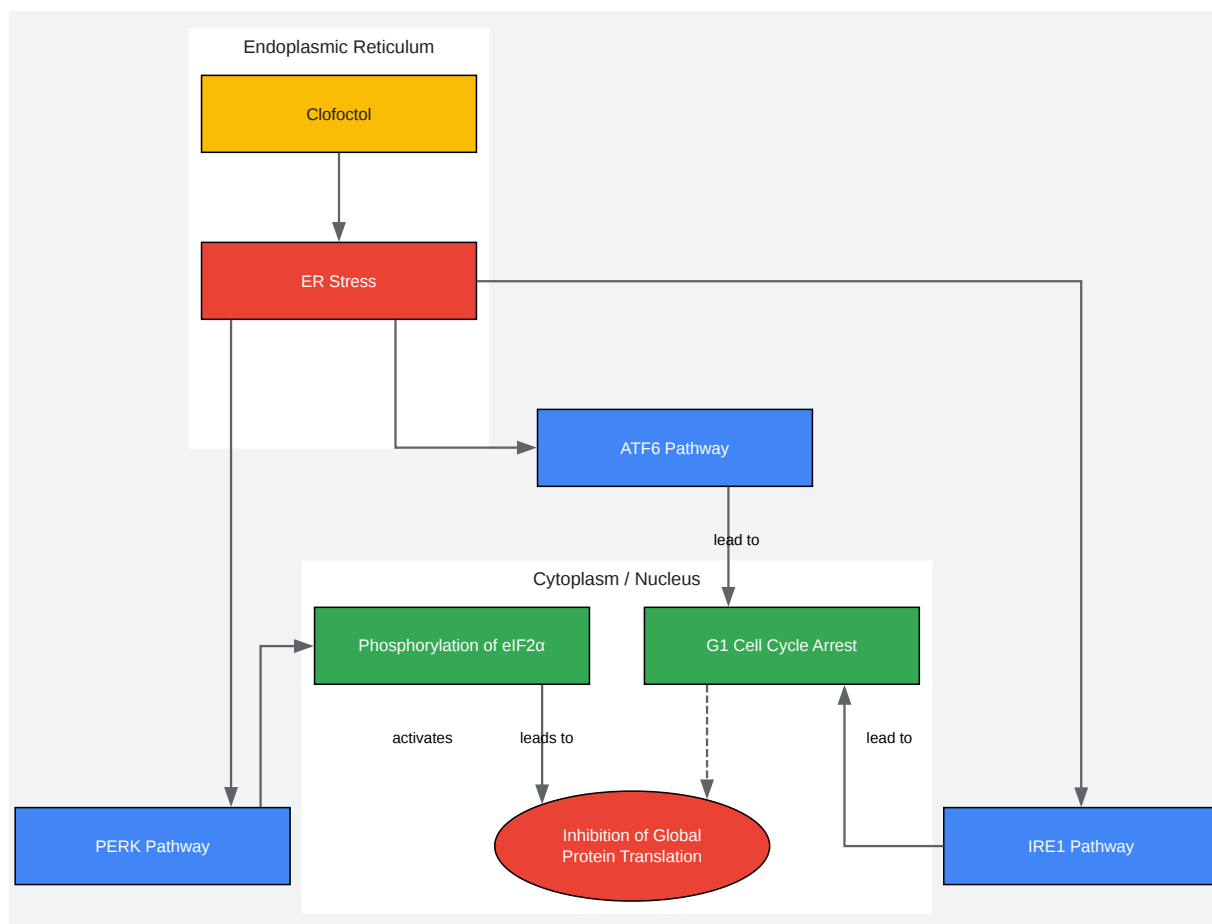 Endoplasmic Reticulum
Clofoctol
ER Stress
ATF6 Pathway
lead to
Cytoplasm / Nucleus
Phosphorylation of eIF2α
G1 Cell Cycle Arrest
activates
leads to
lead to
PERK Pathway
Inhibition of Global
Protein Translation
IRE1 Pathway